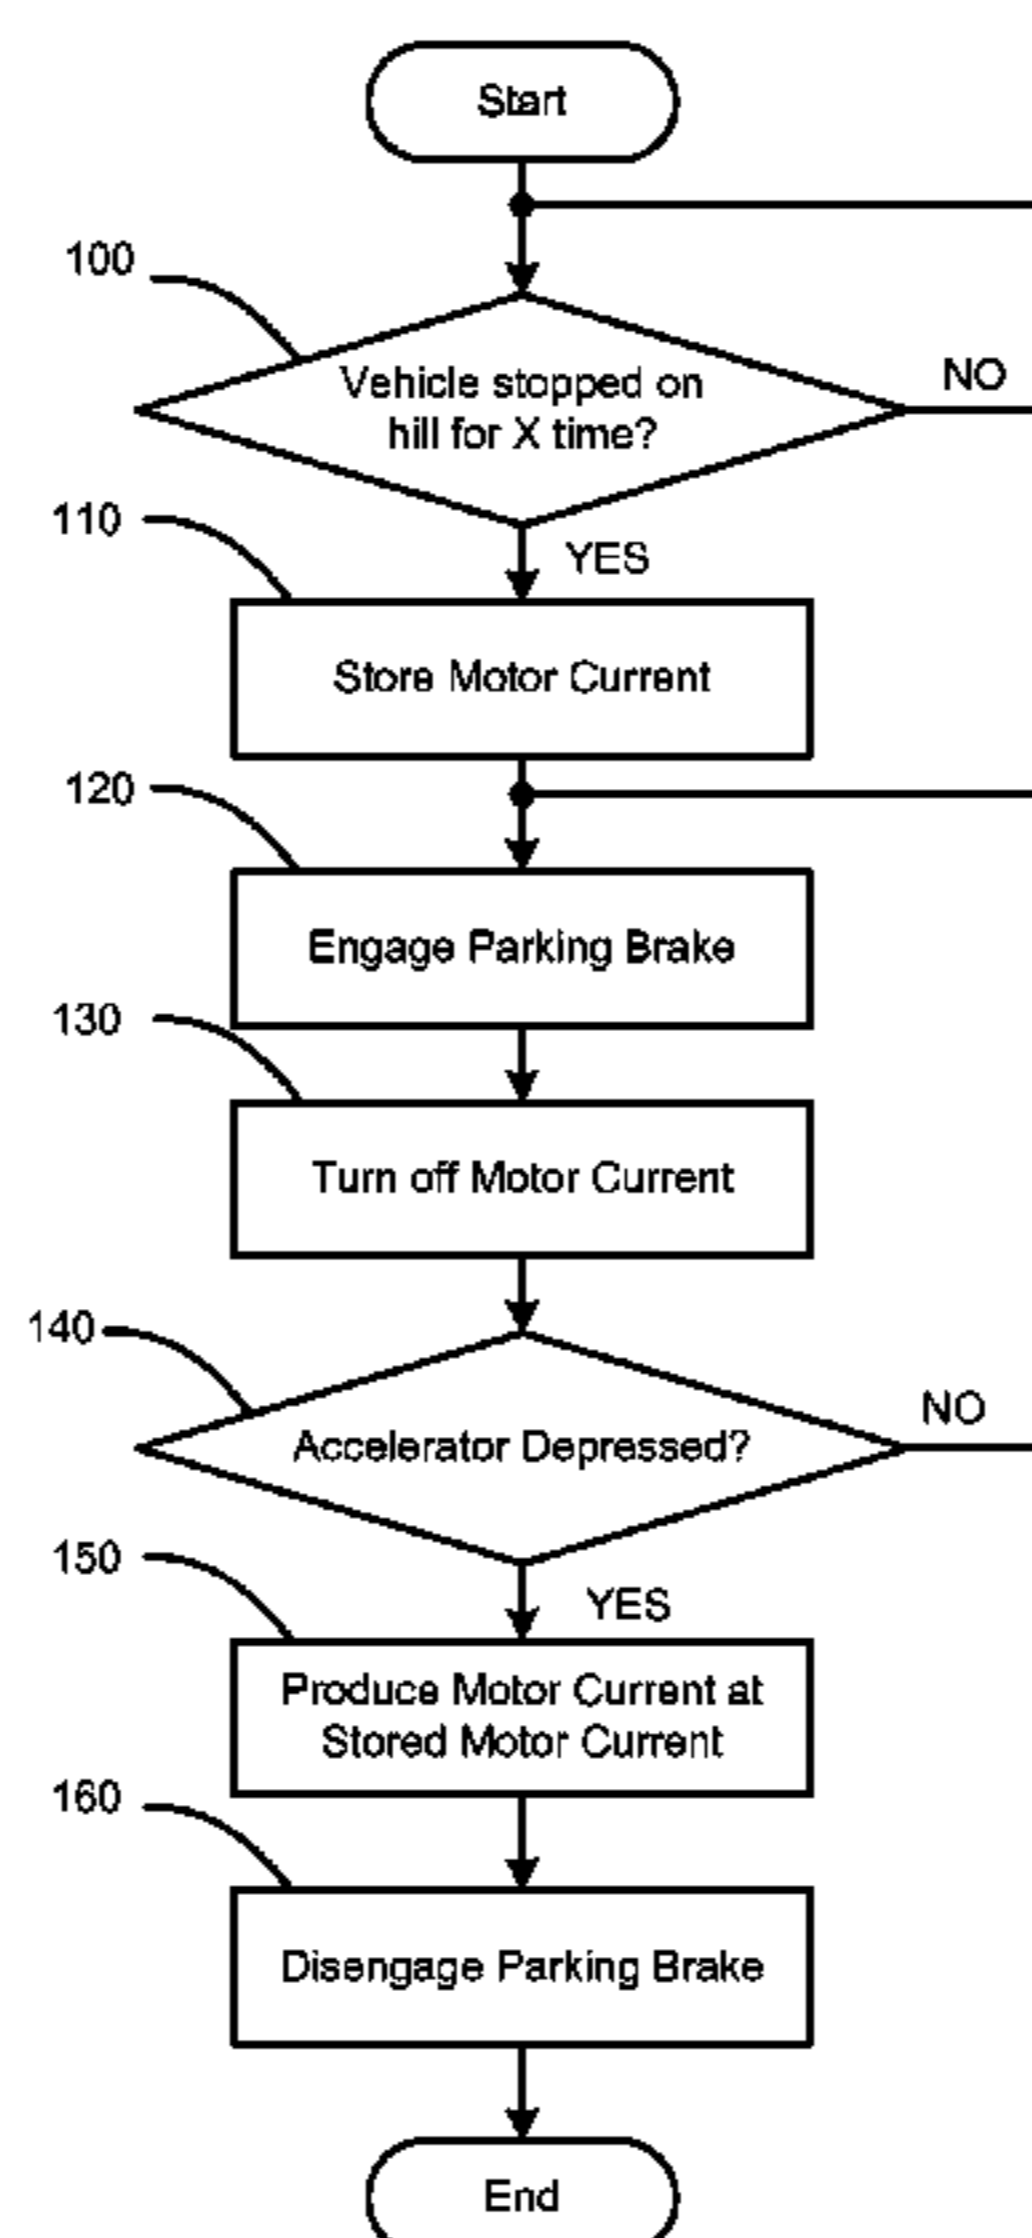 Start
100
Vehicle stopped on
hill for X time?
NO
110
YES
Store Motor Current
120
Engage Parking Brake
130
Turn off Motor Current
140
Accelerator Depressed?
NO
150
YES
Produce Motor Current at
Stored Motor Current
160
Disengage Parking Brake
End